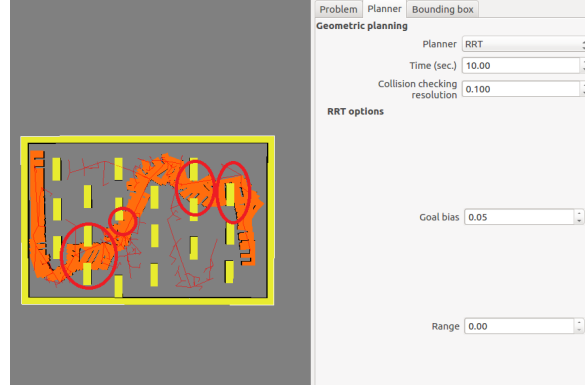 Problem Planner Bounding box
Geometric planning
Planner RRT
Time (sec.) 10.00
Collision checking
resolution 0.100
RRT options
Goal bias 0.05
Range 0.00